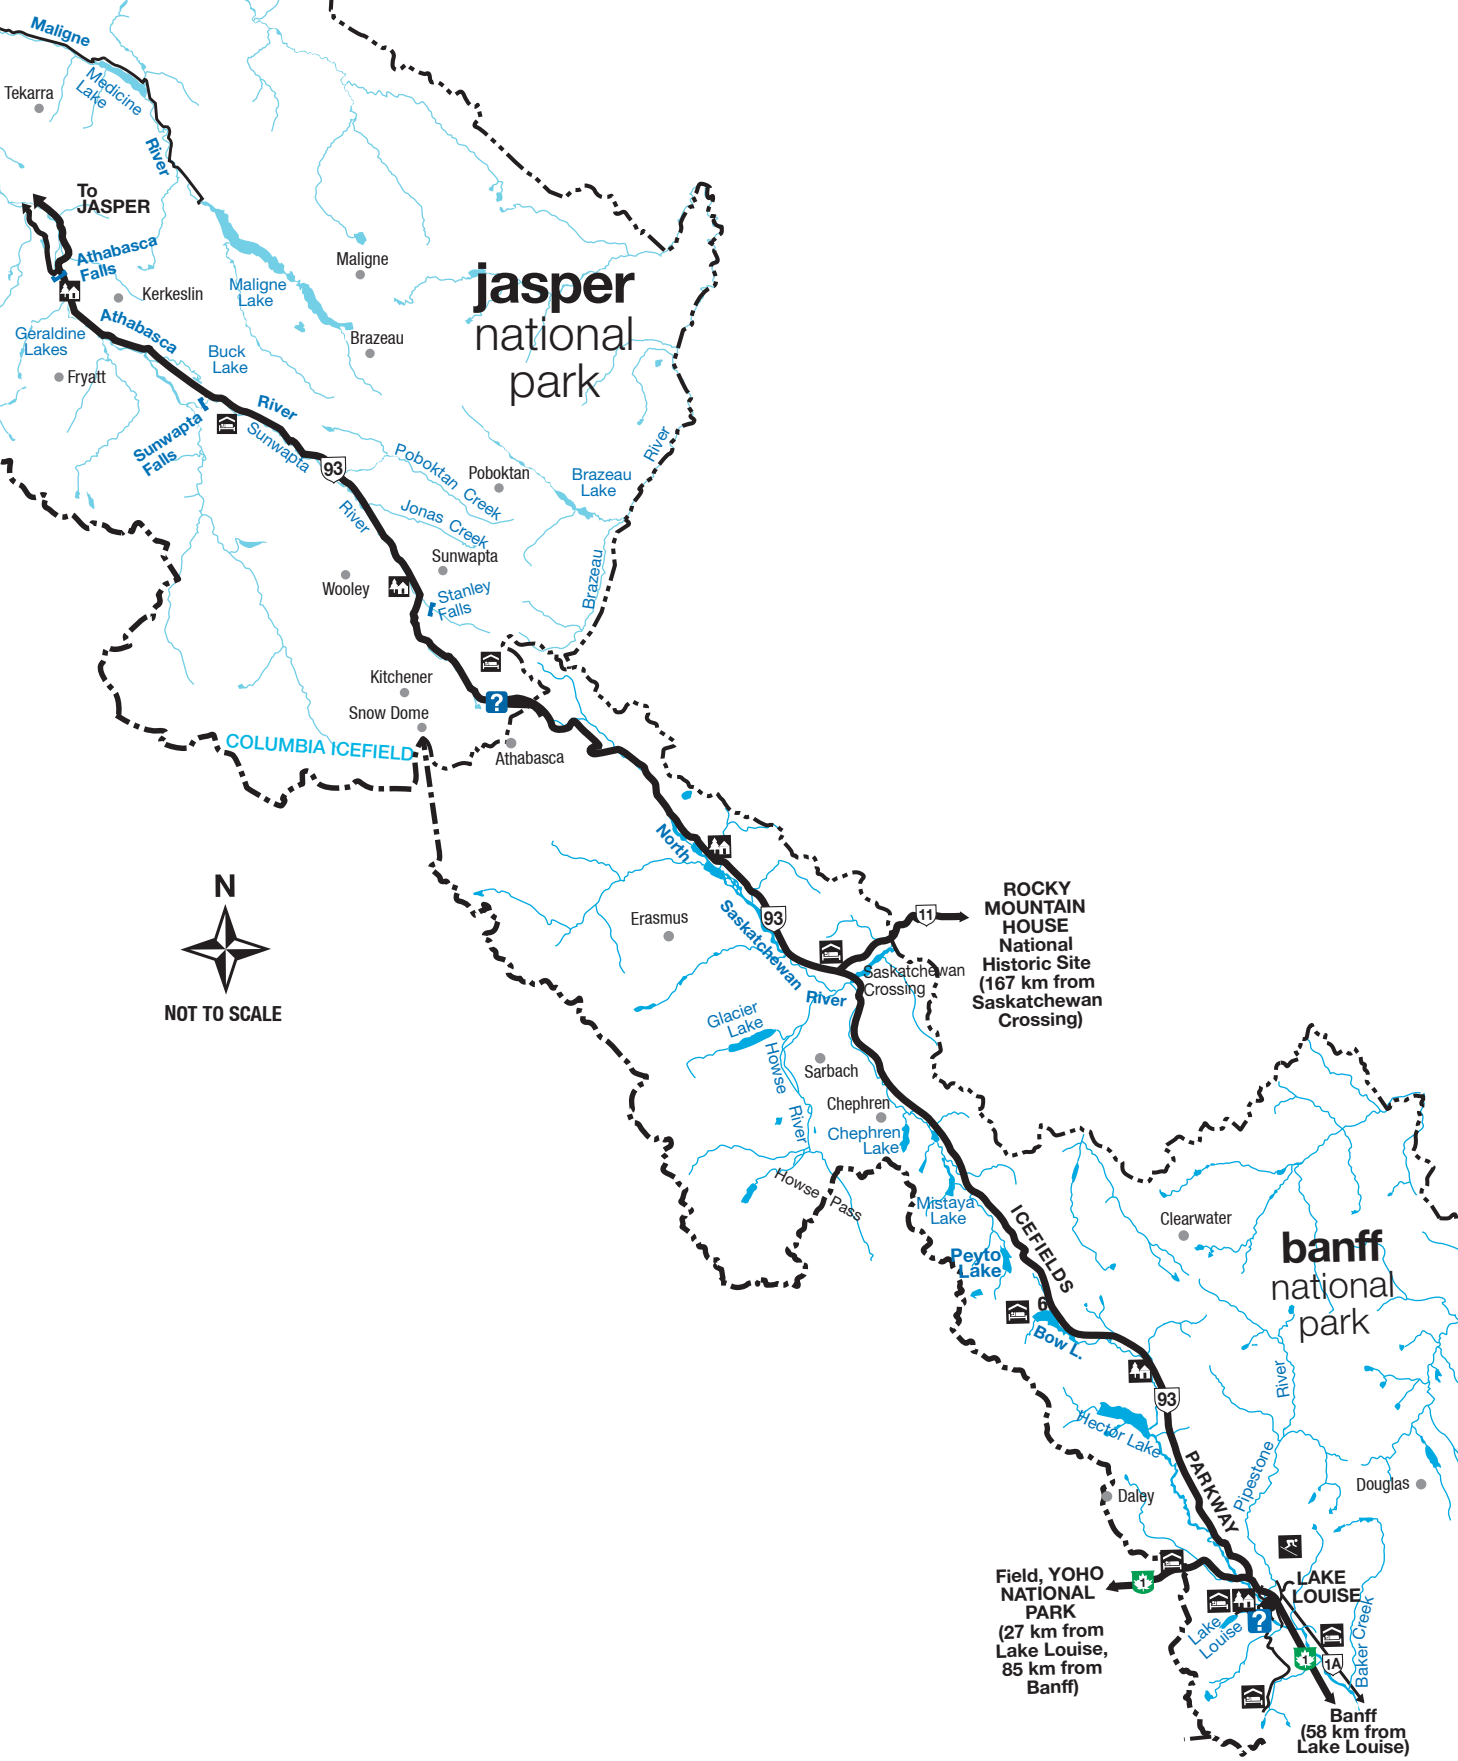 Maligne
Medicine
Lake
Tekarra
River
To
JASPER
Athabasca
Falls
Kerkeslin
Maligne
Lake
Maligne
jasper
national
park
Athabasca
Geraldine
Lakes
Buck
Lake
Brazeau
Fryatt
River
Sunwapta
Falls
Sunwapta
93
River
Poboktan Creek
Poboktan
Brazeau
Lake
River
Jonas Creek
Sunwapta
Wooley
Stanley
Falls
Brazeau
Kitchener
Snow Dome
?
COLUMBIA ICEFIELD
Athabasca
North
N
NOT TO SCALE
Erasmus
Saskatchewan
93
11
ROCKY
MOUNTAIN
HOUSE
National
Historic Site
(167 km from
Saskatchewan
Crossing)
Saskatchewan
Crossing
River
Glacier
Lake
Howse
River
Sarbach
Chephren
Chephren
Lake
Howse Pass
Mistaya
Lake
ICEFIELDS
Clearwater
Peyto
Lake
banff
national
park
6
Bow L.
River
93
Hector Lake
PARKWAY
Pipestone
Douglas
Daley
Field, YOHO
NATIONAL
PARK
(27 km from
Lake Louise,
85 km from
Banff)
1
LAKE
LOUISE
Lake
Louise
?
Baker Creek
1
1A
Banff
(58 km from
Lake Louise)